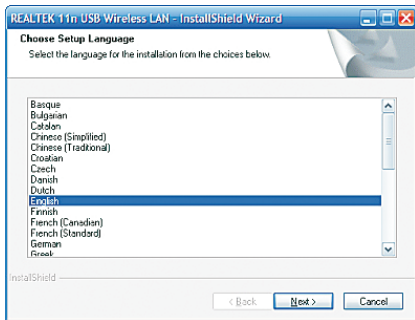 REALTEK 11n USB Wireless LAN - InstallShield Wizard
Choose Setup Language
Select the language for the installation from the choices below.
Basque
Bulgarian
Catalan
Chinese (Simplified)
Chinese (Traditional)
Croatian
Czech
Danish
Dutch
English
Finnish
French (Canadian)
French (Standard)
German
Greek
InstallShield
< Back
Next >
Cancel